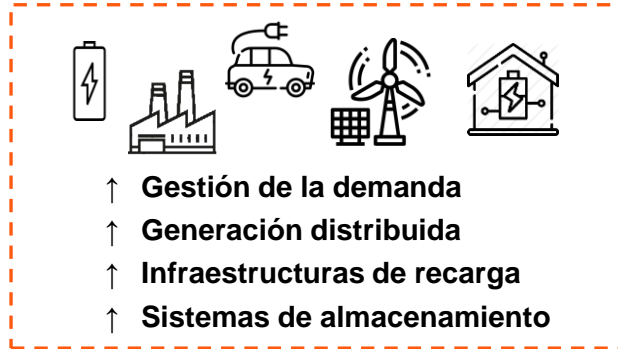 ↑ Gestión de la demanda
↑ Generación distribuida
↑ Infraestructuras de recarga
↑ Sistemas de almacenamiento